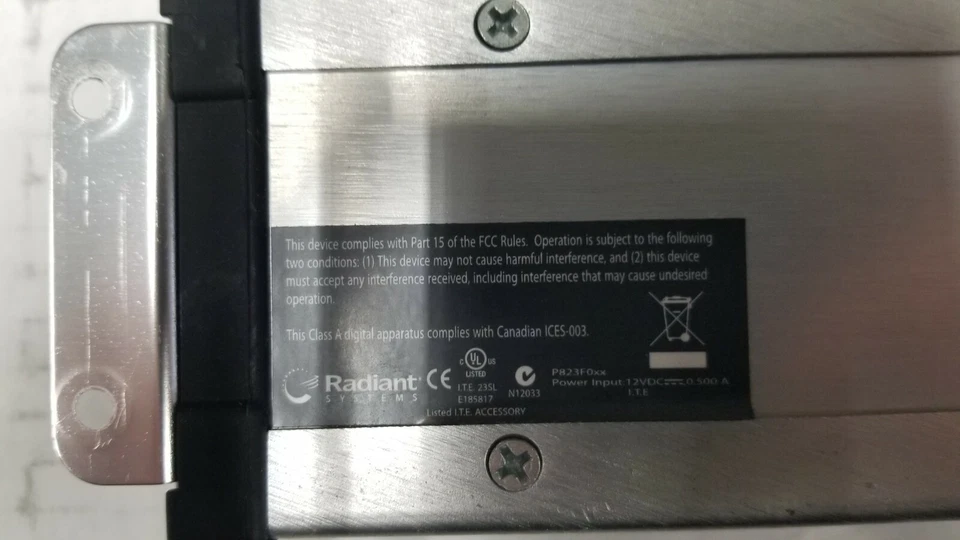 This device complies with Part 15 of the FCC Rules. Operation is subject to the following
two conditions: (1) This device may not cause harmful interference, and (2) this device
must accept any interference received, including interference that may cause undesired
operation.
This Class A digital apparatus complies with Canadian ICES-003.
Radiant
SYSTEMS
CE
C UL US
LISTED
I.T.E. 23SL
E185817
N12033
P823F0xx
Power Input 12VDC⎓0.500 A
I.T.E
Listed I.T.E. ACCESSORY